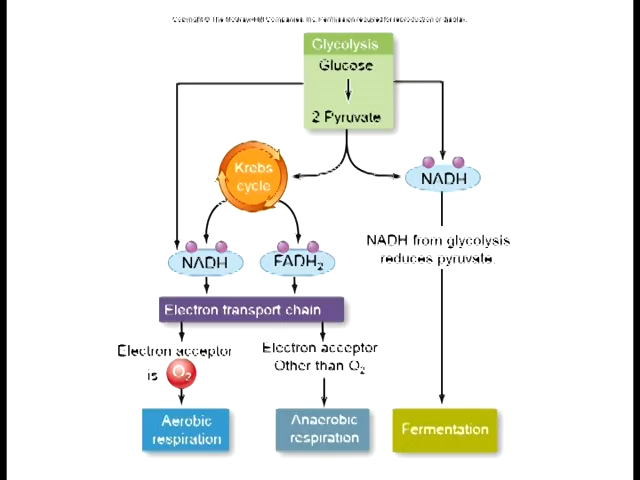 Copyright © The McGraw-Hill Companies, Inc. Permission required for reproduction or display.
Glycolysis
Glucose
2 Pyruvate
Krebs
cycle
NADH
NADH from glycolysis
reduces pyruvate.
NADH
FADH2
Electron transport chain
Electron acceptor
is O2
Electron acceptor
Other than O2
Aerobic
respiration
Anaerobic
respiration
Fermentation